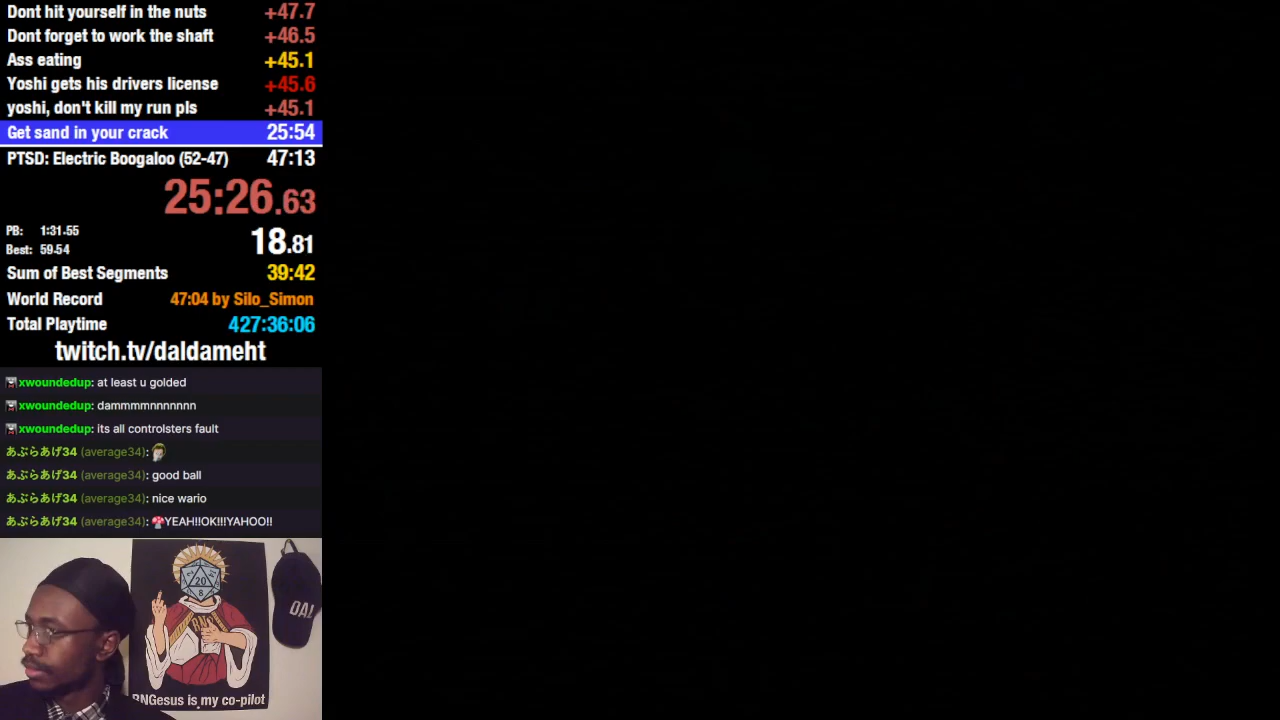 Dont hit yourself in the nuts +47.7
Dont forget to work the shaft +46.5
Ass eating +45.1
Yoshi gets his drivers license +45.6
yoshi, don't kill my run pls +45.1
Get sand in your crack 25:54
PTSD: Electric Boogaloo (52-47) 47:13
25:26.63
PB: 1:31.55
Best: 59.54
18.81
Sum of Best Segments 39:42
World Record 47:04 by Silo_Simon
Total Playtime 427:36:06
twitch.tv/daldameht
xwoundedup: at least u golded
xwoundedup: dammmmnnnnnnn
xwoundedup: its all controlsters fault
あぶらあげ34 (average34):
あぶらあげ34 (average34): good ball
あぶらあげ34 (average34): nice wario
あぶらあげ34 (average34): YEAH!!OK!!!YAHOO!!
20
8
DAL
RNGesus is my co-pilot